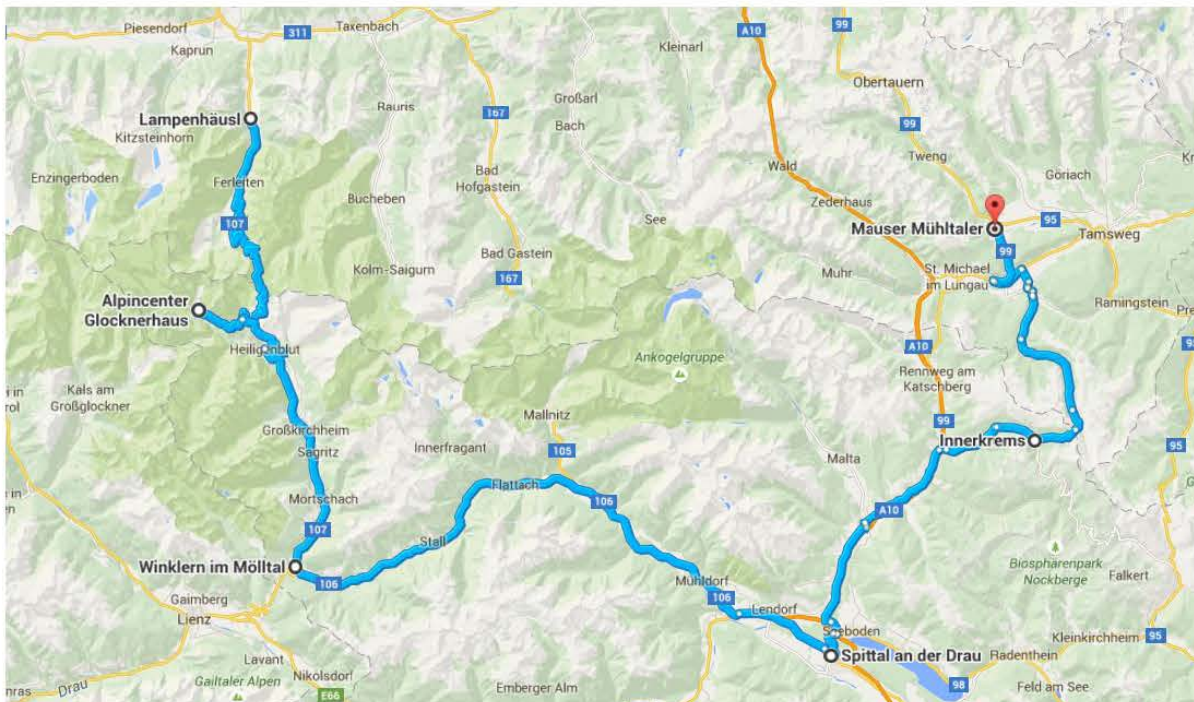 Piesendorf
311
Taxenbach
Kaprun
Kleinarl
A10
99
99
Obertauern
Großarl
Bach
Rauris
167
Lampenhäusl
Kitzsteinhorn
Enzingerboden
Ferleiten
Bad
Hofgastein
Wald
Tweng
99
Göriach
Zederhaus
Bucheben
See
107
Mauser Mühltaler
95
Tamsweg
99
Bad Gastein
167
Kolm-Saigurn
Muhr
St. Michael
im Lungau
Ramingstein
Alpincenter
Glocknerhaus
Heiligenblut
A10
Ankogelgruppe
Rennweg am
Katschberg
Kals am
Großglockner
Mallnitz
99
Großkirchheim
Sagritz
Innerfragant
105
Innerkrems
95
Malta
Flattach
Mörtschach
106
A10
107
Stall
Winklern im Mölltal
106
Biosphärenpark
Nockberge
Falkert
Gaimberg
Mühldorf
106
Lienz
Lendorf
Seeboden
Kleinkirchheim
95
Spittal an der Drau
Radenthein
Lavant
Nikolsdorf
Drau
Gailtaler Alpen
E66
Emberger Alm
98
Feld am See